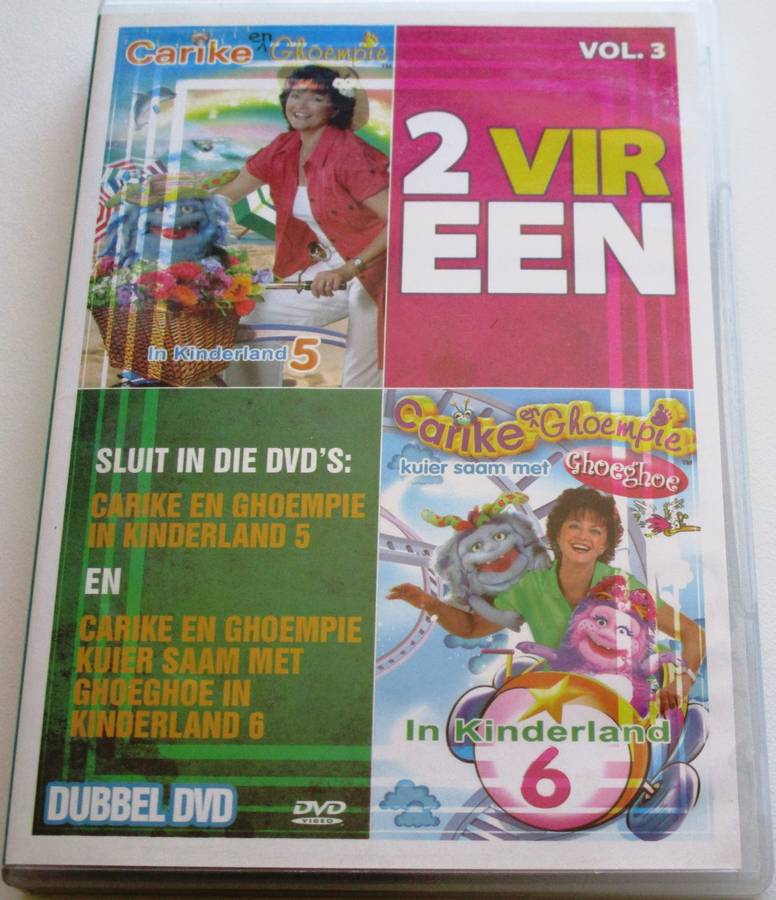 Carike en Ghoempie™
In Kinderland 5
VOL. 3
2 VIR
EEN
SLUIT IN DIE DVD'S:
CARIKE EN GHOEMPIE
IN KINDERLAND 5
EN
CARIKE EN GHOEMPIE
KUIER SAAM MET
GHOEGHOE IN
KINDERLAND 6
DUBBEL DVD
DVD
VIDEO
Carike en Ghoempie™
kuier saam met Ghoeghoe
In Kinderland
6